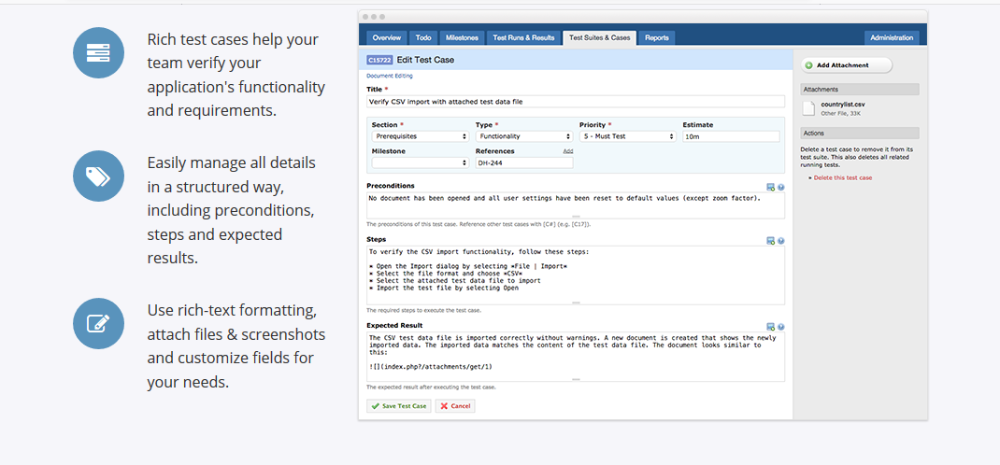 Rich test cases help your
team verify your
application's functionality
and requirements.
Easily manage all details
in a structured way,
including preconditions,
steps and expected
results.
Use rich-text formatting,
attach files & screenshots
and customize fields for
your needs.
Overview Todo Milestones Test Runs & Results Test Suites & Cases Reports Administration
C15722 Edit Test Case
Document Editing
Title *
Verify CSV import with attached test data file
Section * Type * Priority * Estimate
Prerequisites Functionality 5 - Must Test 10m
Milestone References Add
DH-244
Preconditions
No document has been opened and all user settings have been reset to default values (except zoom factor).
The preconditions of this test case. Reference other test cases with [C#] (e.g. [C17]).
Steps
To verify the CSV import functionality, follow these steps:
* Open the Import dialog by selecting *File | Import*
* Select the file format and choose *CSV*
* Select the attached test data file to import
* Import the test file by selecting Open
The required steps to execute the test case.
Expected Result
The CSV test data file is imported correctly without warnings. A new document is created that shows the newly
imported data. The imported data matches the content of the test data file. The document looks similar to
this:
![](index.php?/attachments/get/1)
The expected result after executing the test case.
Save Test Case Cancel
Add Attachment
Attachments
countrylist.csv
Other File, 33K
Actions
Delete a test case to remove it from its
test suite. This also deletes all related
running tests.
Delete this test case